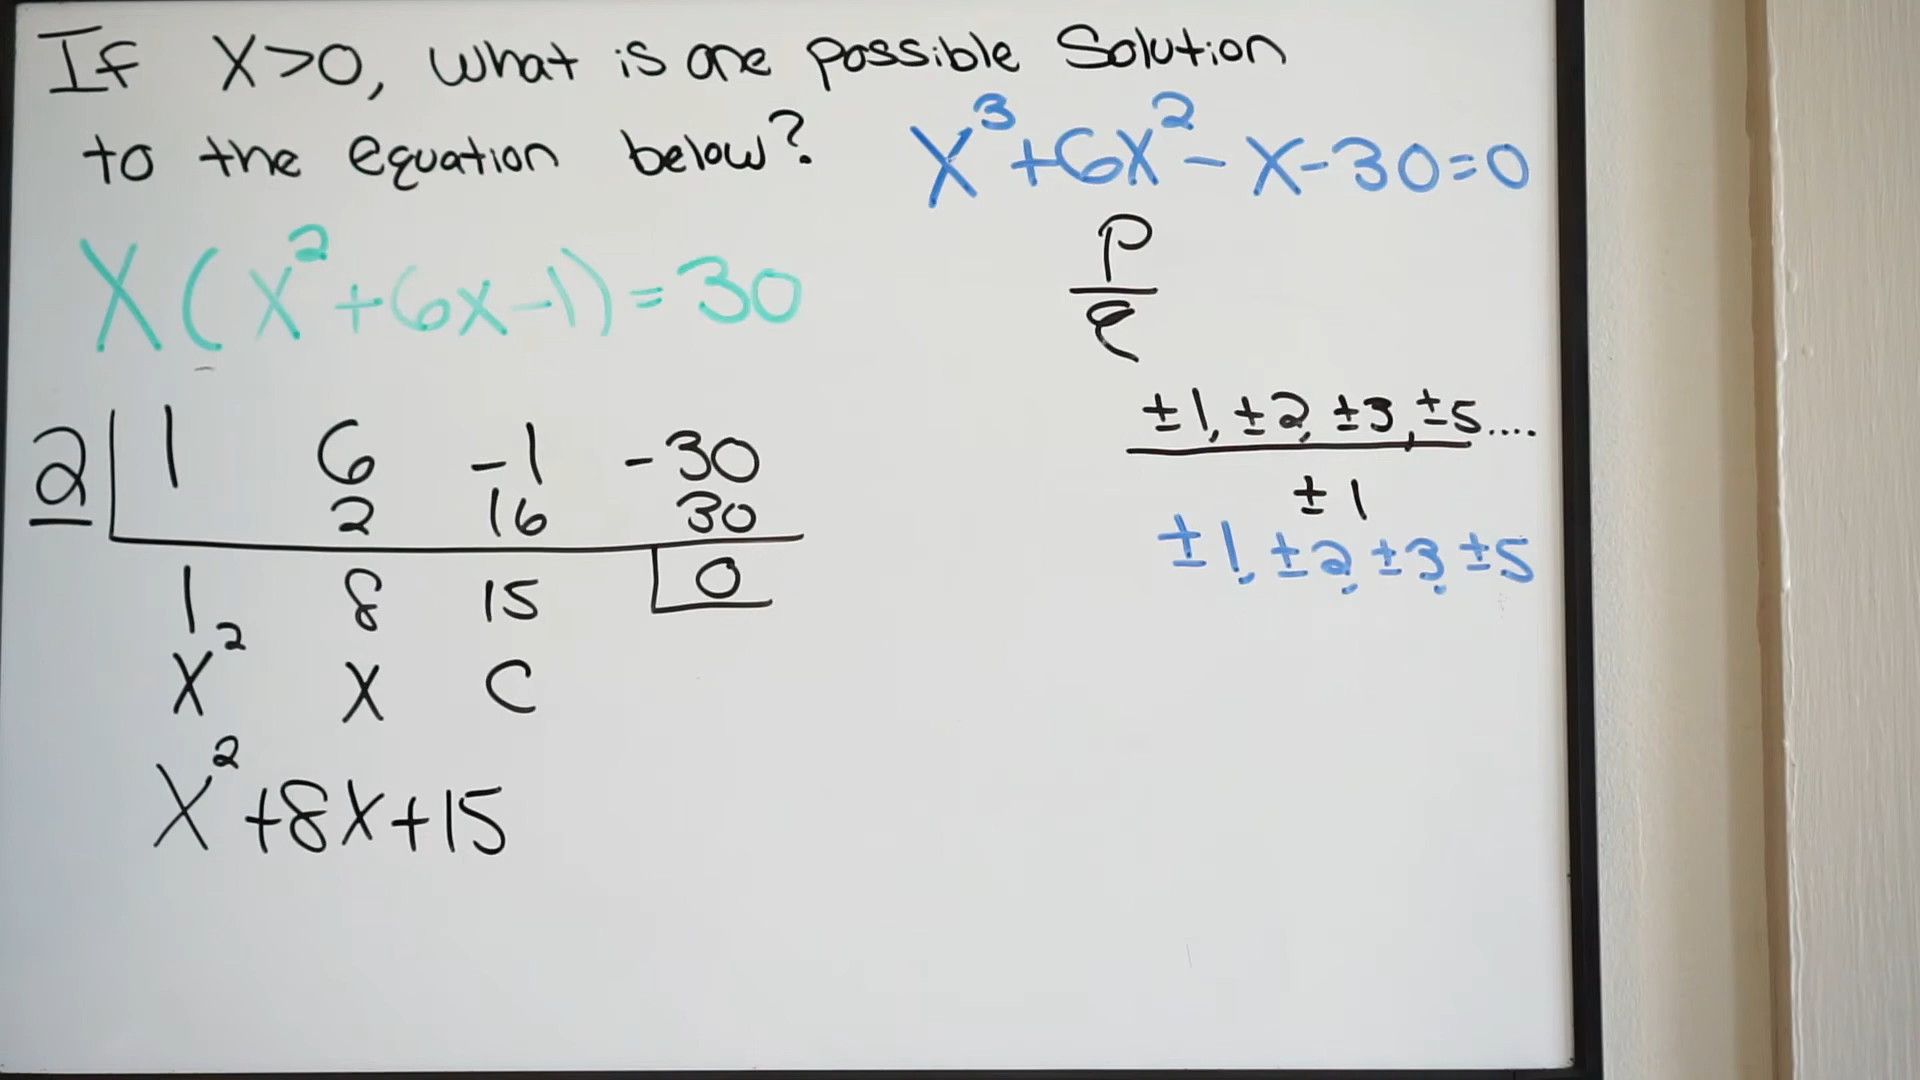 If X>0, what is one possible Solution
to the equation below?
X³+6X²-X-30=0
X(X²+6x-1)=30
P
q
±1, ±2, ±3, ±5....
± 1
±1, ±2, ±3, ±5
2 1 6 -1 -30
2 16 30
1 8 15 0
X² X C
X²+8X+15